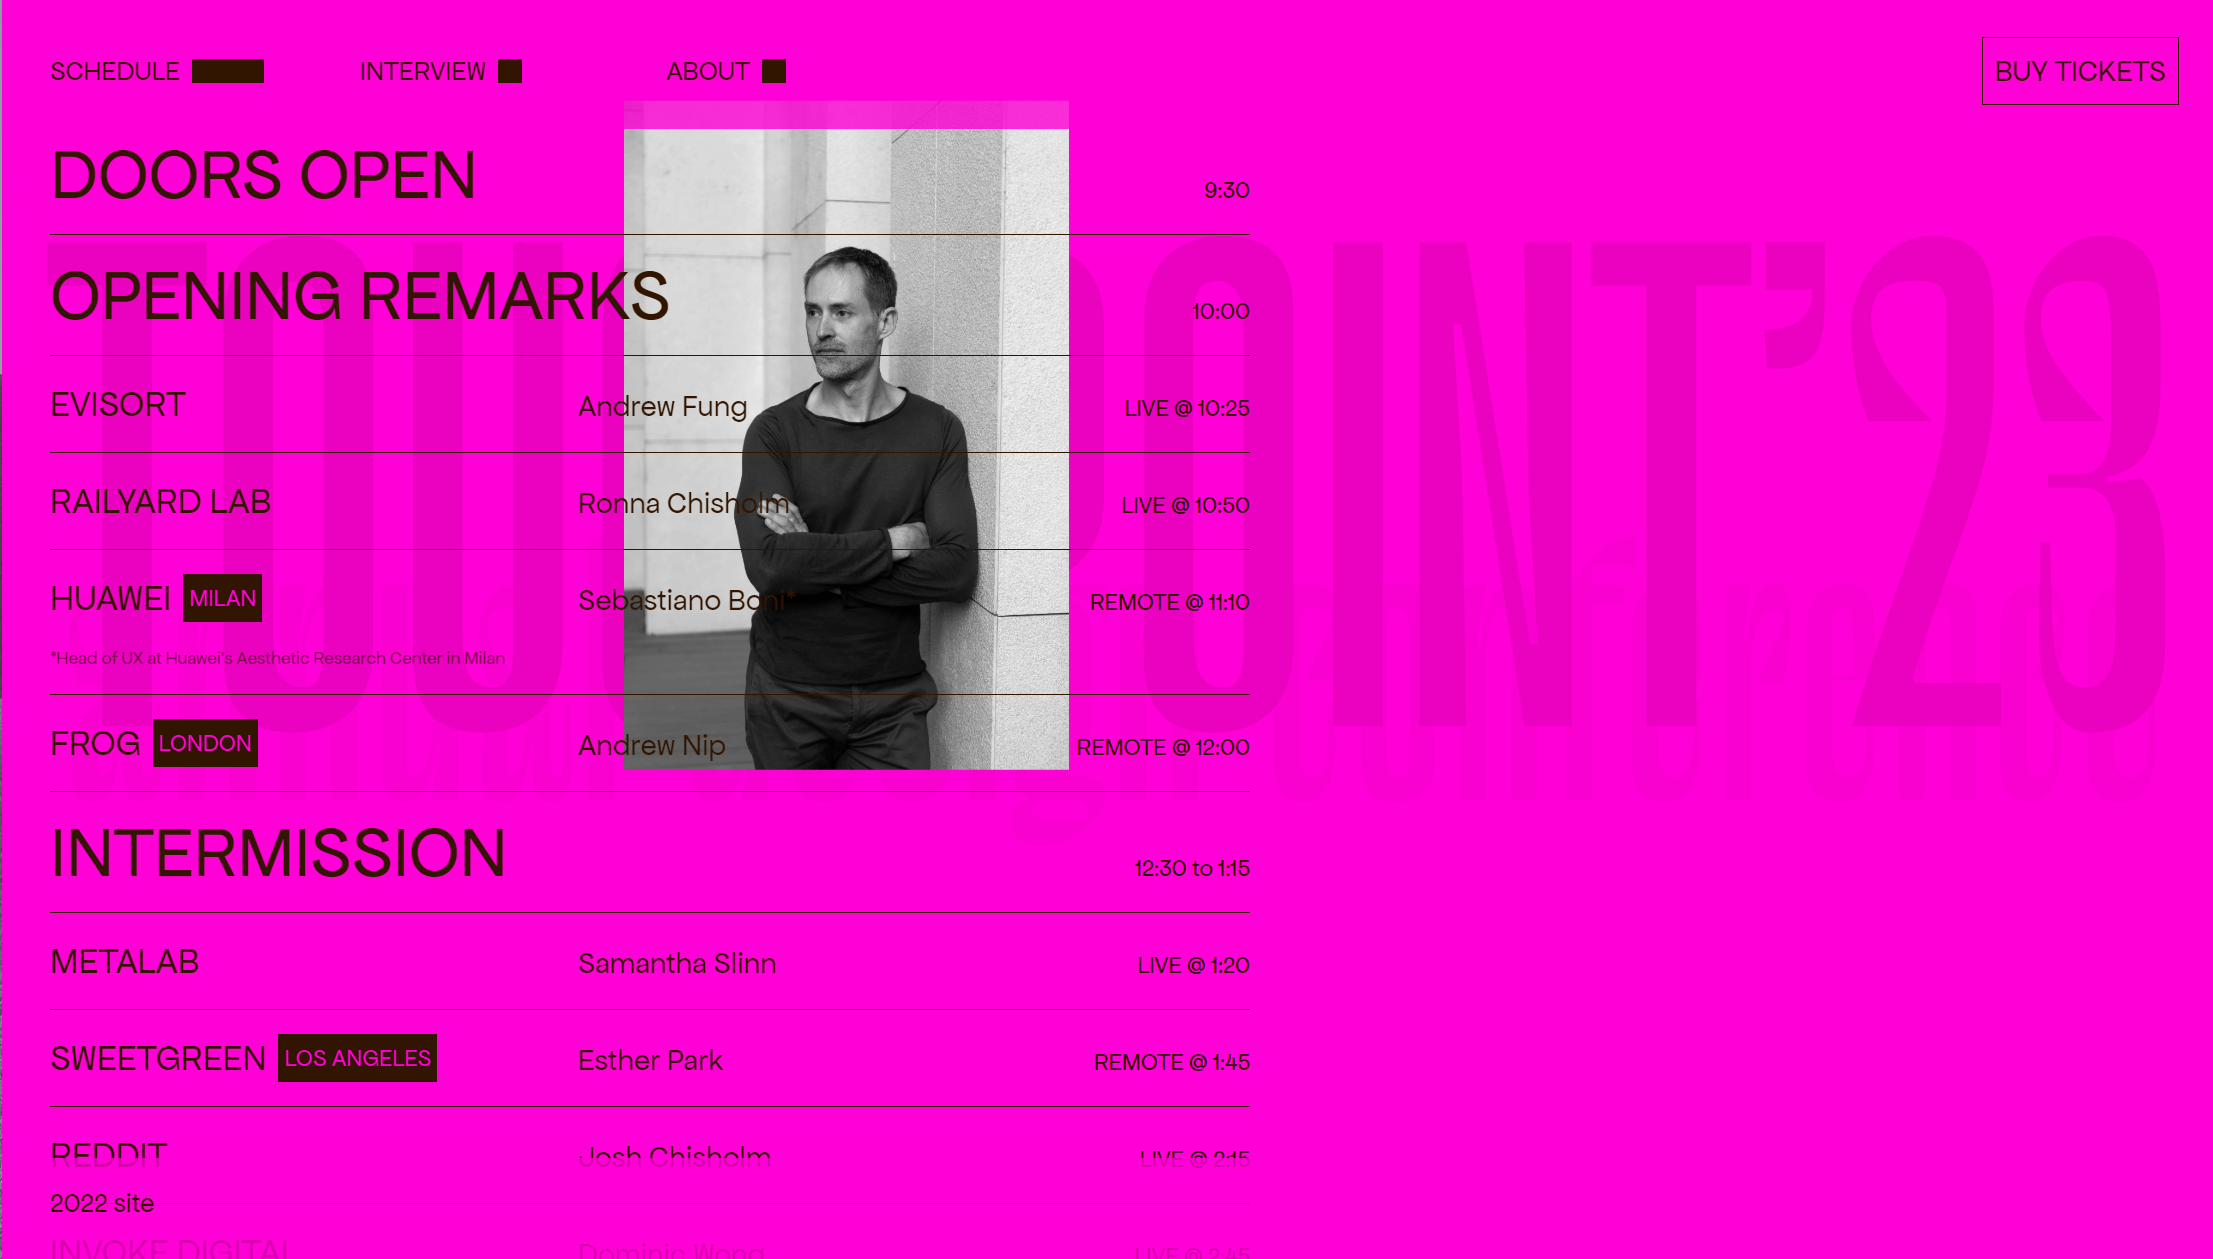 SCHEDULE INTERVIEW ABOUT BUY TICKETS
DOORS OPEN 9:30
OPENING REMARKS 10:00
EVISORT Andrew Fung LIVE @ 10:25
RAILYARD LAB Ronna Chisholm LIVE @ 10:50
HUAWEI MILAN Sebastiano Boni* REMOTE @ 11:10
*Head of UX at Huawei's Aesthetic Research Center in Milan
FROG LONDON Andrew Nip REMOTE @ 12:00
INTERMISSION 12:30 to 1:15
METALAB Samantha Slinn LIVE @ 1:20
SWEETGREEN LOS ANGELES Esther Park REMOTE @ 1:45
REDDIT Josh Chisholm LIVE @ 2:15
2022 site
INVOKE DIGITAL Dominic Wong LIVE @ 2:45
POINT'23
design conference